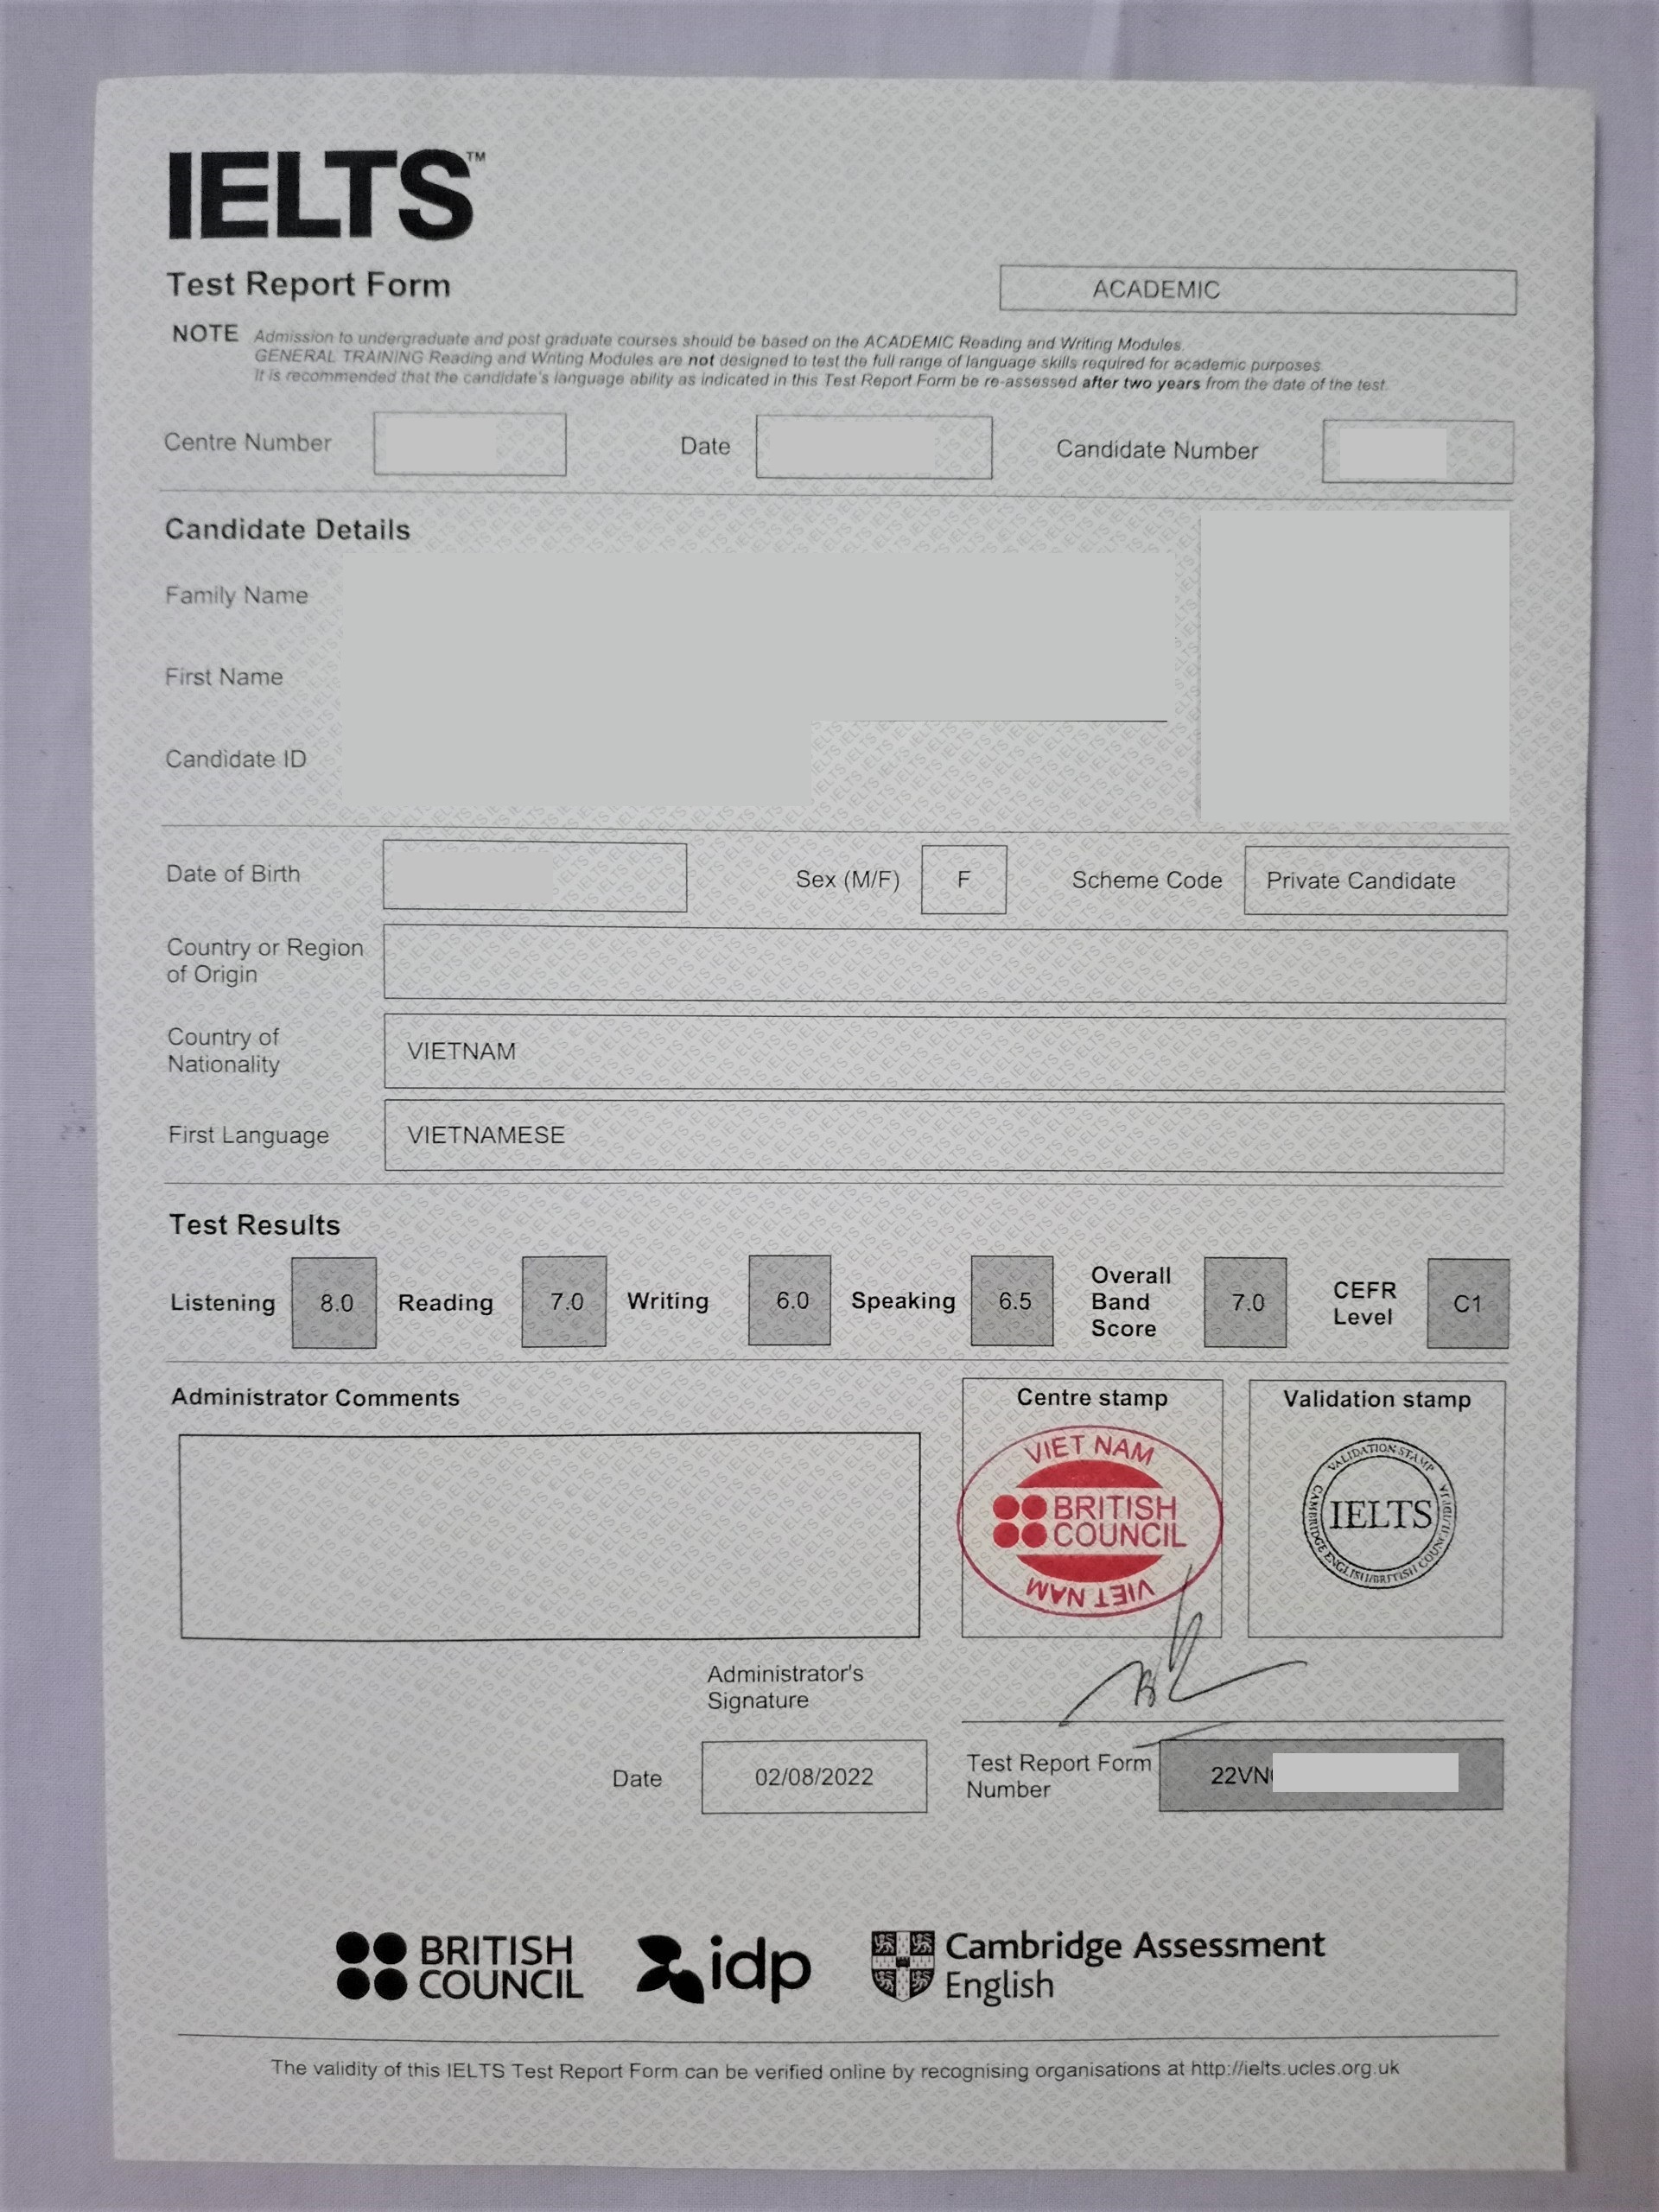 IELTS™
Test Report Form
ACADEMIC
NOTE Admission to undergraduate and post graduate courses should be based on the ACADEMIC Reading and Writing Modules.
GENERAL TRAINING Reading and Writing Modules are not designed to test the full range of language skills required for academic purposes.
It is recommended that the candidate's language ability as indicated in this Test Report Form be re-assessed after two years from the date of the test.
Centre Number Date Candidate Number
Candidate Details
Family Name
First Name
Candidate ID
Date of Birth Sex (M/F) F Scheme Code Private Candidate
Country or Region
of Origin
Country of
Nationality
VIETNAM
First Language VIETNAMESE
Test Results
Listening 8.0 Reading 7.0 Writing 6.0 Speaking 6.5
Overall
Band
Score
7.0
CEFR
Level
C1
Administrator Comments
Centre stamp
VIET NAM
BRITISH
COUNCIL
VIET NAM
Validation stamp
VALIDATION STAMP
IELTS
CAMBRIDGE ENGLISH/BRITISH COUNCIL/IDP:IA
Administrator's
Signature
Date 02/08/2022
Test Report Form
Number
22VN
BRITISH
COUNCIL
idp
Cambridge Assessment
English
The validity of this IELTS Test Report Form can be verified online by recognising organisations at http://ielts.ucles.org.uk